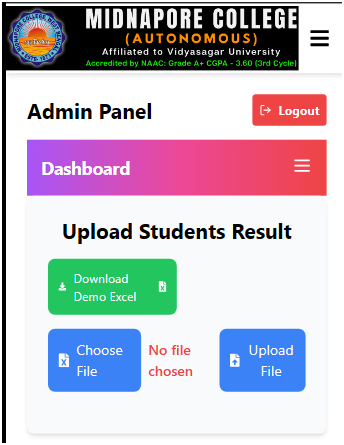 MIDNAPORE COLLEGE
(AUTONOMOUS)
Affiliated to Vidyasagar University
Accredited by NAAC: Grade A+ CGPA - 3.60 (3rd Cycle)
Admin Panel
Logout
Dashboard
Upload Students Result
Download
Demo Excel
Choose
File
No file
chosen
Upload
File